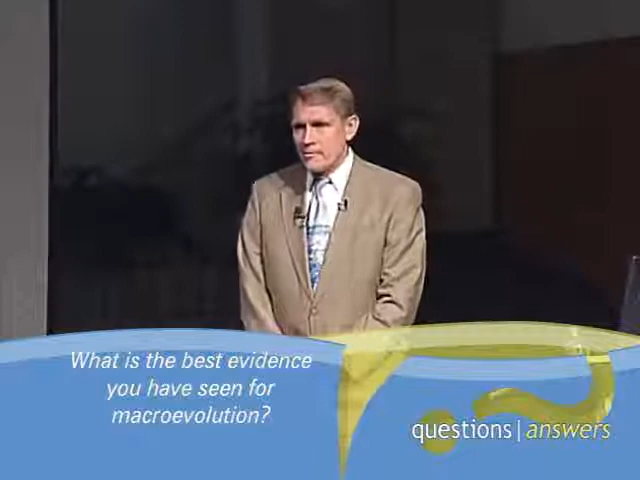 What is the best evidence
you have seen for
macroevolution?
questions|answers